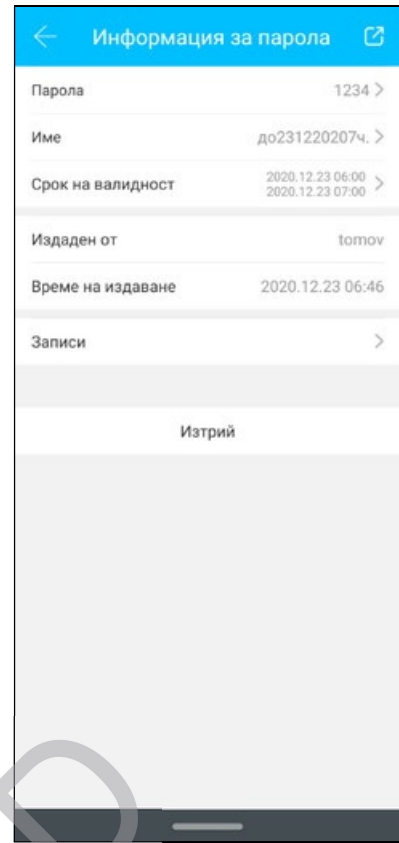 Информация за парола
Парола 1234
Име до231220207ч.
Срок на валидност 2020.12.23 06:00
2020.12.23 07:00
Издаден от tomov
Време на издаване 2020.12.23 06:46
Записи
Изтрий